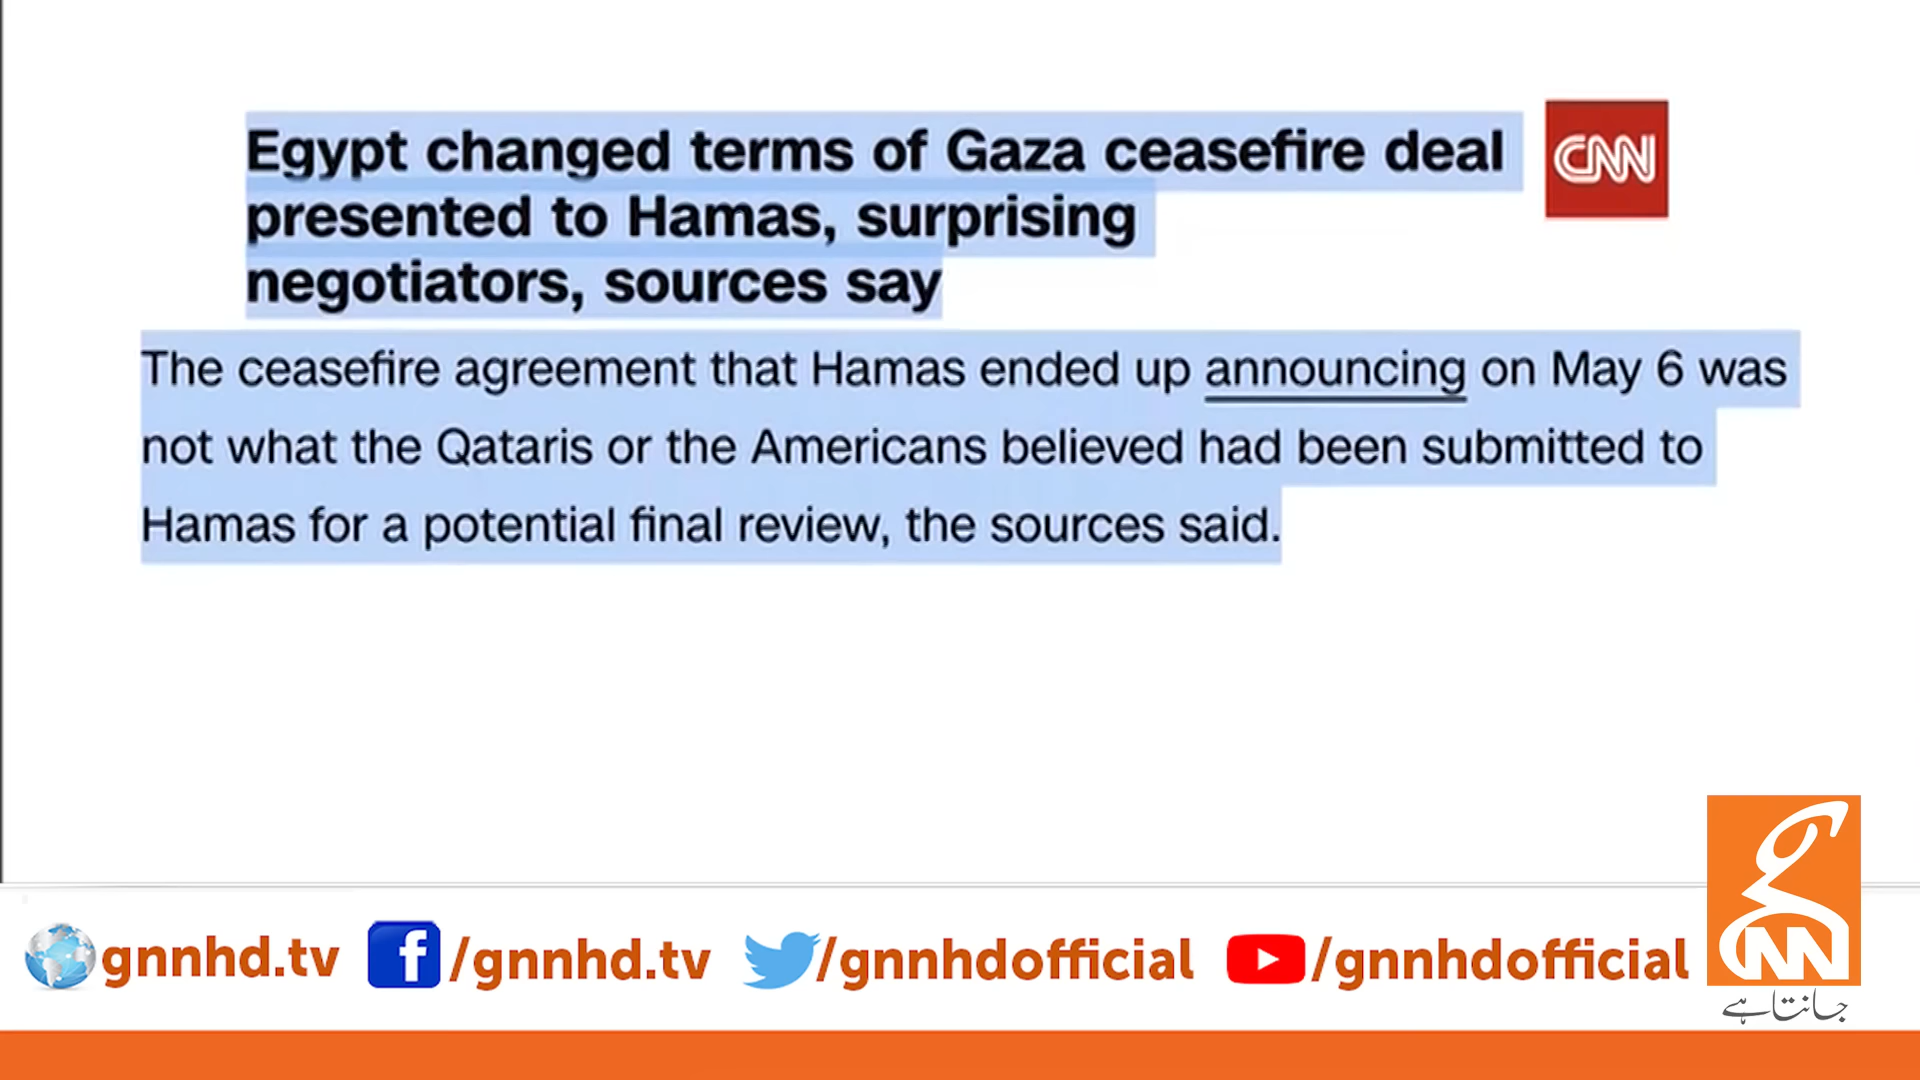 Egypt changed terms of Gaza ceasefire deal
presented to Hamas, surprising
negotiators, sources say
CNN
The ceasefire agreement that Hamas ended up announcing on May 6 was
not what the Qataris or the Americans believed had been submitted to
Hamas for a potential final review, the sources said.
gnnhd.tv
/gnnhd.tv
/gnnhdofficial
/gnnhdofficial
GNN
جانتا ہے